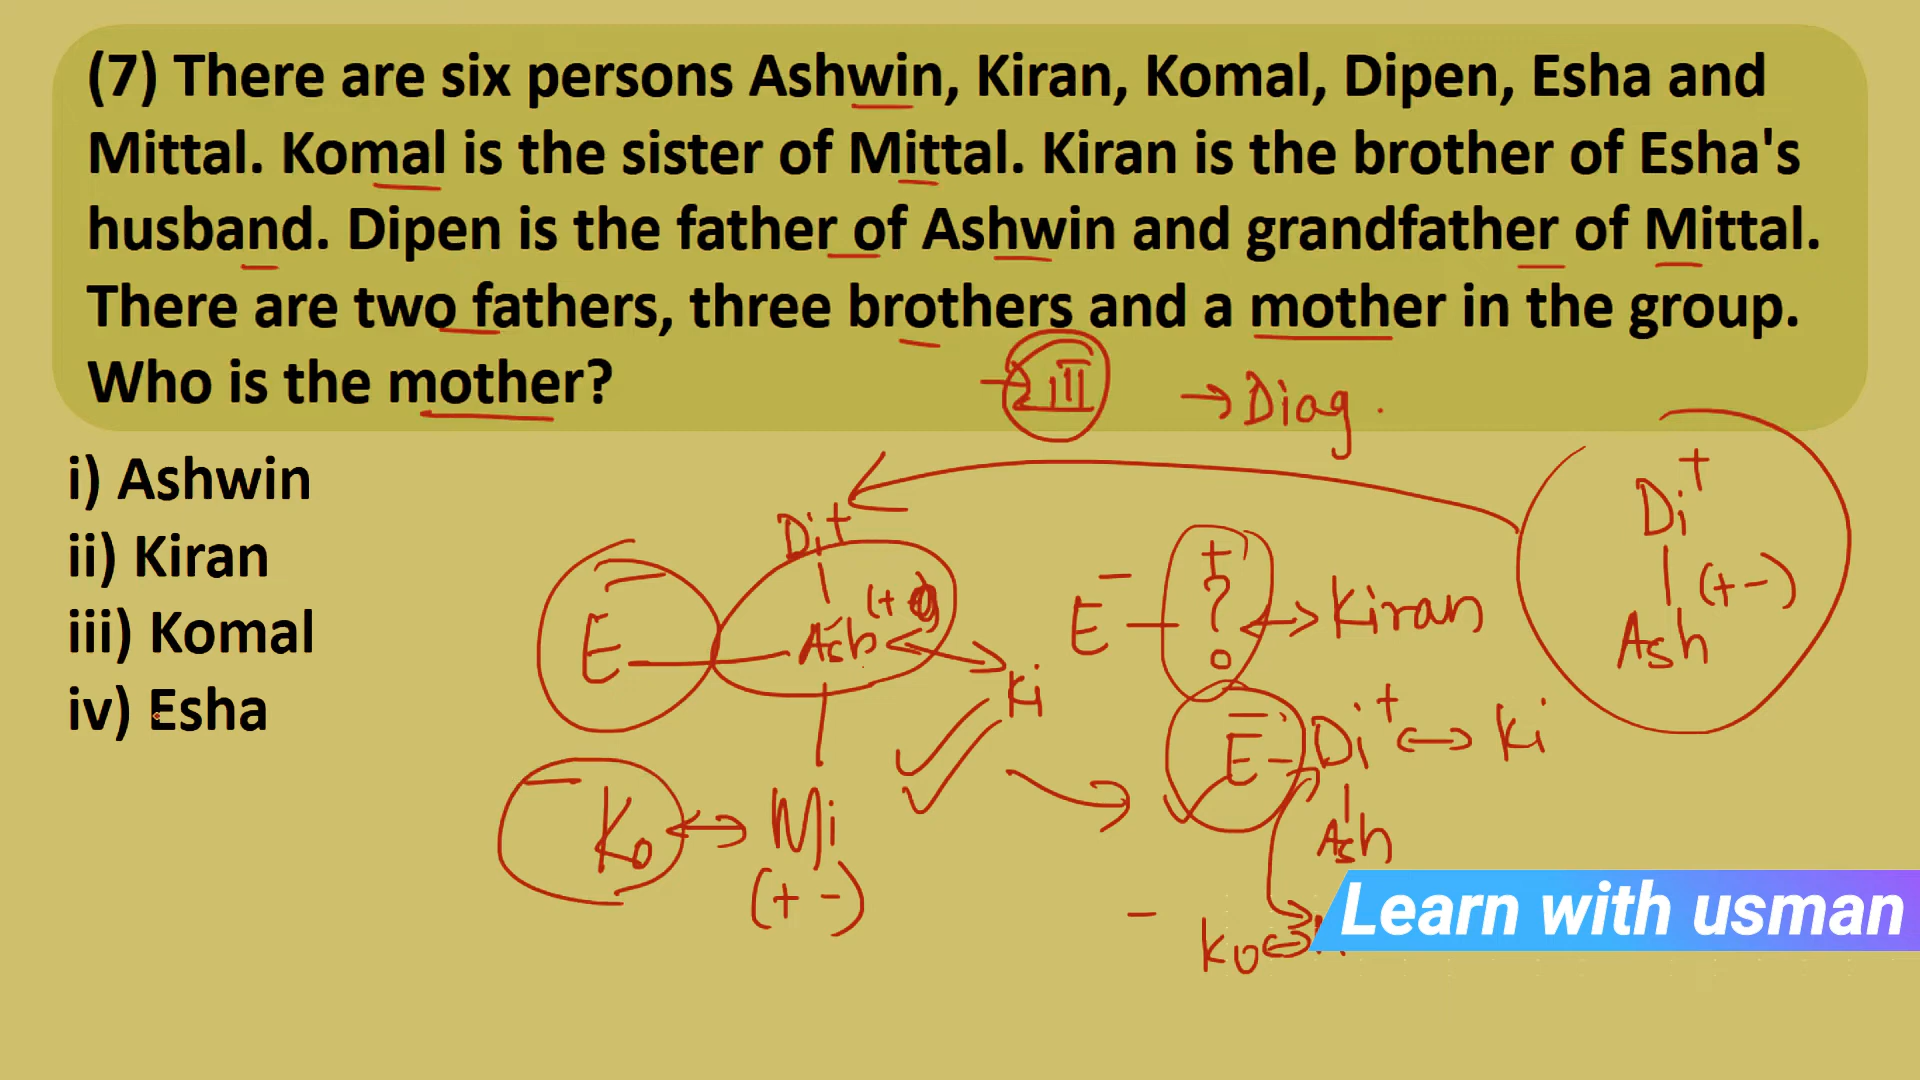 (7) There are six persons Ashwin, Kiran, Komal, Dipen, Esha and
Mittal. Komal is the sister of Mittal. Kiran is the brother of Esha's
husband. Dipen is the father of Ashwin and grandfather of Mittal.
There are two fathers, three brothers and a mother in the group.
Who is the mother?
→ Diag.
i) Ashwin
ii) Kiran
iii) Komal
iv) Esha
Di+
E — Ash (+
Ki
Ko ↔ Mi
(+ -)
+
E — ? ↔ Kiran
E - Di+ ↔ Ki
Ash
Ko ↔
Di+
(+ -)
Ash
Learn with usman